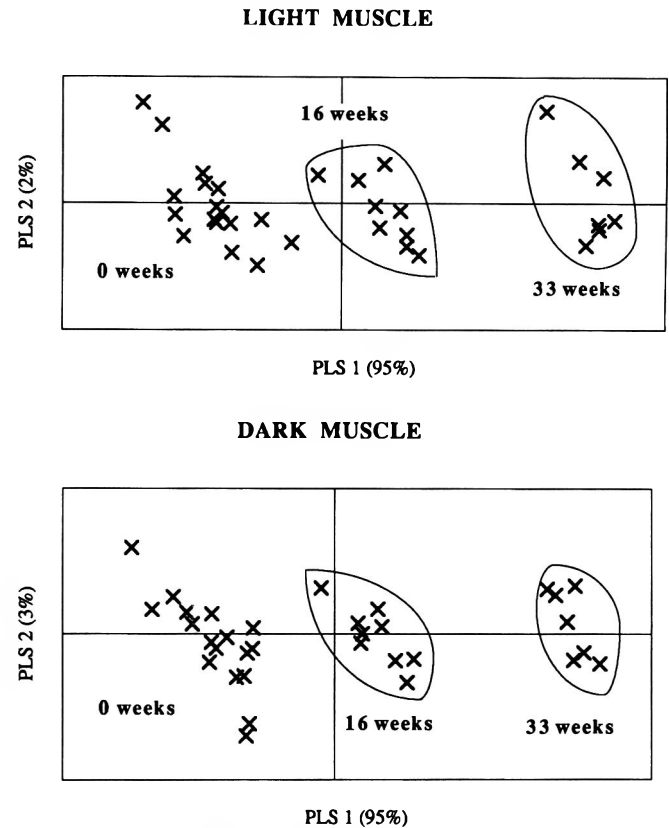 LIGHT MUSCLE
16 weeks
PLS 2 (2%)
0 weeks
33 weeks
PLS 1 (95%)
DARK MUSCLE
PLS 2 (3%)
0 weeks
16 weeks
33 weeks
PLS 1 (95%)